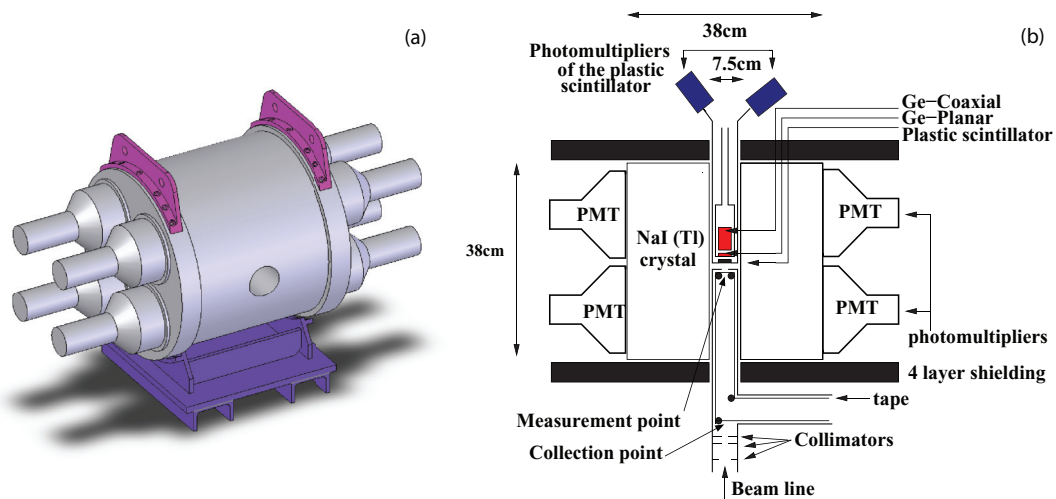 (a)
38cm
(b)
Photomultipliers
of the plastic
scintillator
7.5cm
Ge−Coaxial
Ge−Planar
Plastic scintillator
PMT
PMT
NaI (Tl)
crystal
38cm
PMT
PMT
photomultipliers
4 layer shielding
tape
Measurement point
Collection point
Collimators
Beam line